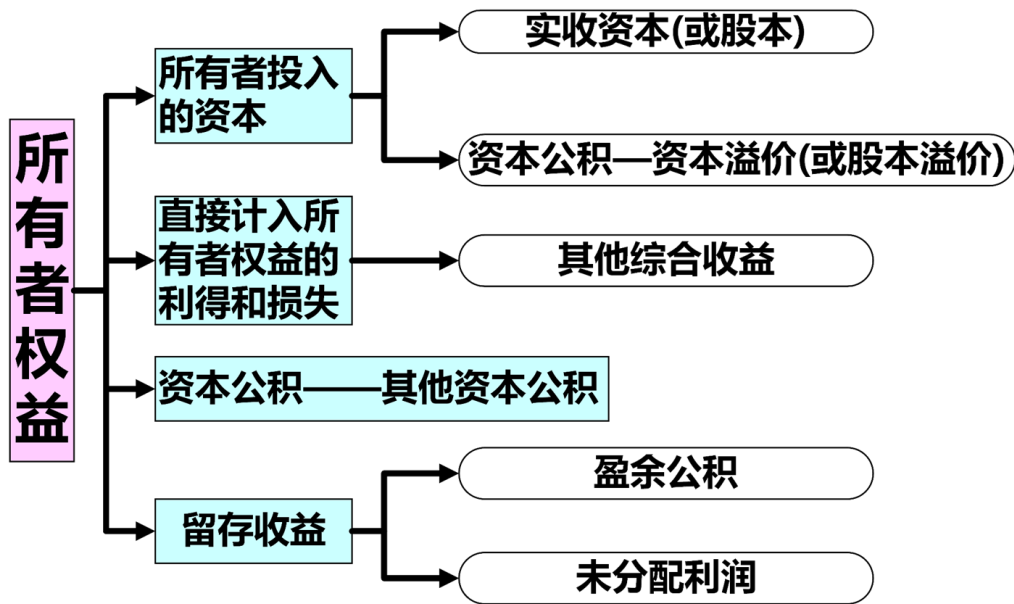 所有者权益
所有者投入
的资本
实收资本(或股本)
资本公积—资本溢价(或股本溢价)
直接计入所
有者权益的
利得和损失
其他综合收益
资本公积——其他资本公积
留存收益
盈余公积
未分配利润